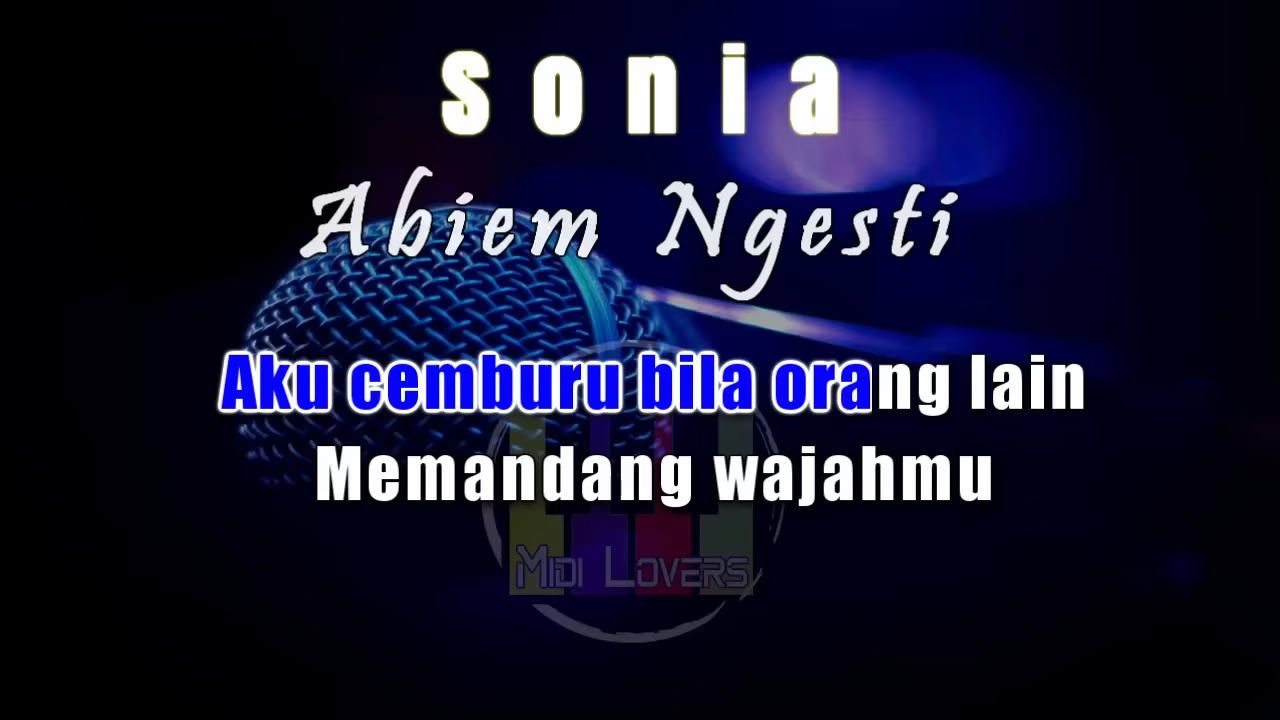 Sonia
Abiem Ngesti
Aku cemburu bila orang lain
Memandang wajahmu
Midi Lovers